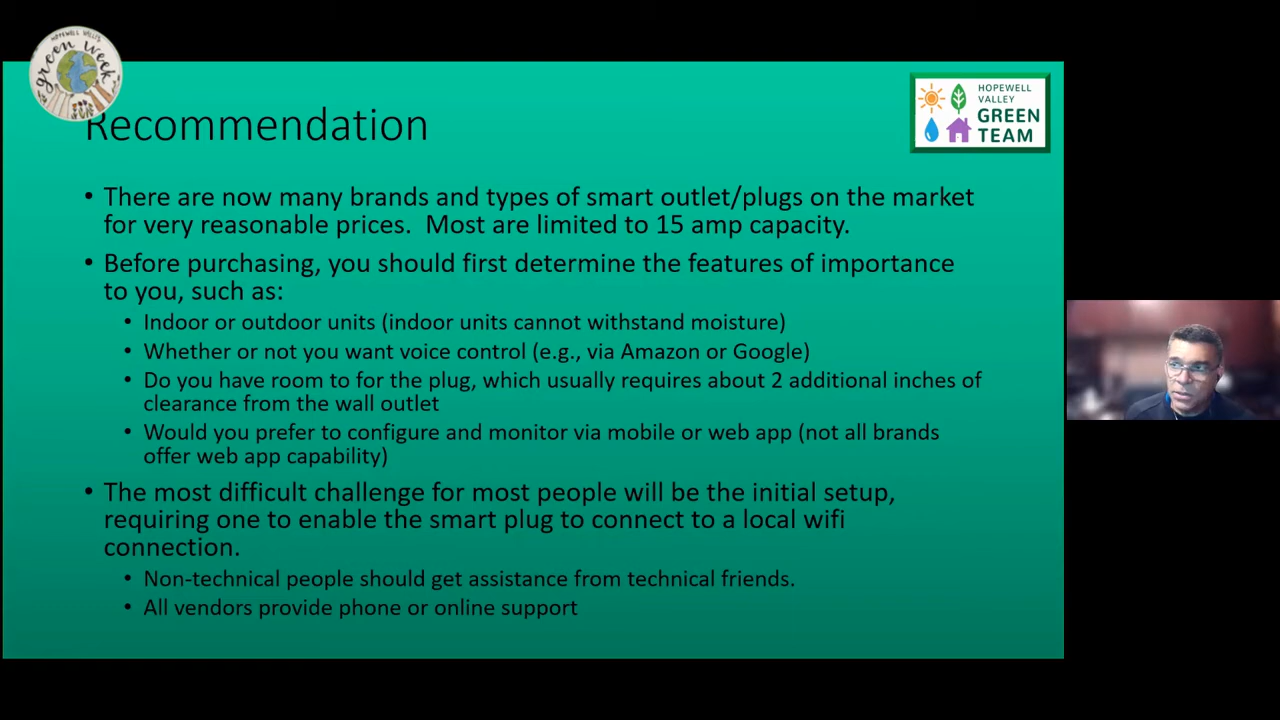 HOPEWELL VALLEY
green week
Recommendation
HOPEWELL
VALLEY
GREEN
TEAM
• There are now many brands and types of smart outlet/plugs on the market
for very reasonable prices.  Most are limited to 15 amp capacity.
• Before purchasing, you should first determine the features of importance
to you, such as:
• Indoor or outdoor units (indoor units cannot withstand moisture)
• Whether or not you want voice control (e.g., via Amazon or Google)
• Do you have room to for the plug, which usually requires about 2 additional inches of
clearance from the wall outlet
• Would you prefer to configure and monitor via mobile or web app (not all brands
offer web app capability)
• The most difficult challenge for most people will be the initial setup,
requiring one to enable the smart plug to connect to a local wifi
connection.
• Non-technical people should get assistance from technical friends.
• All vendors provide phone or online support